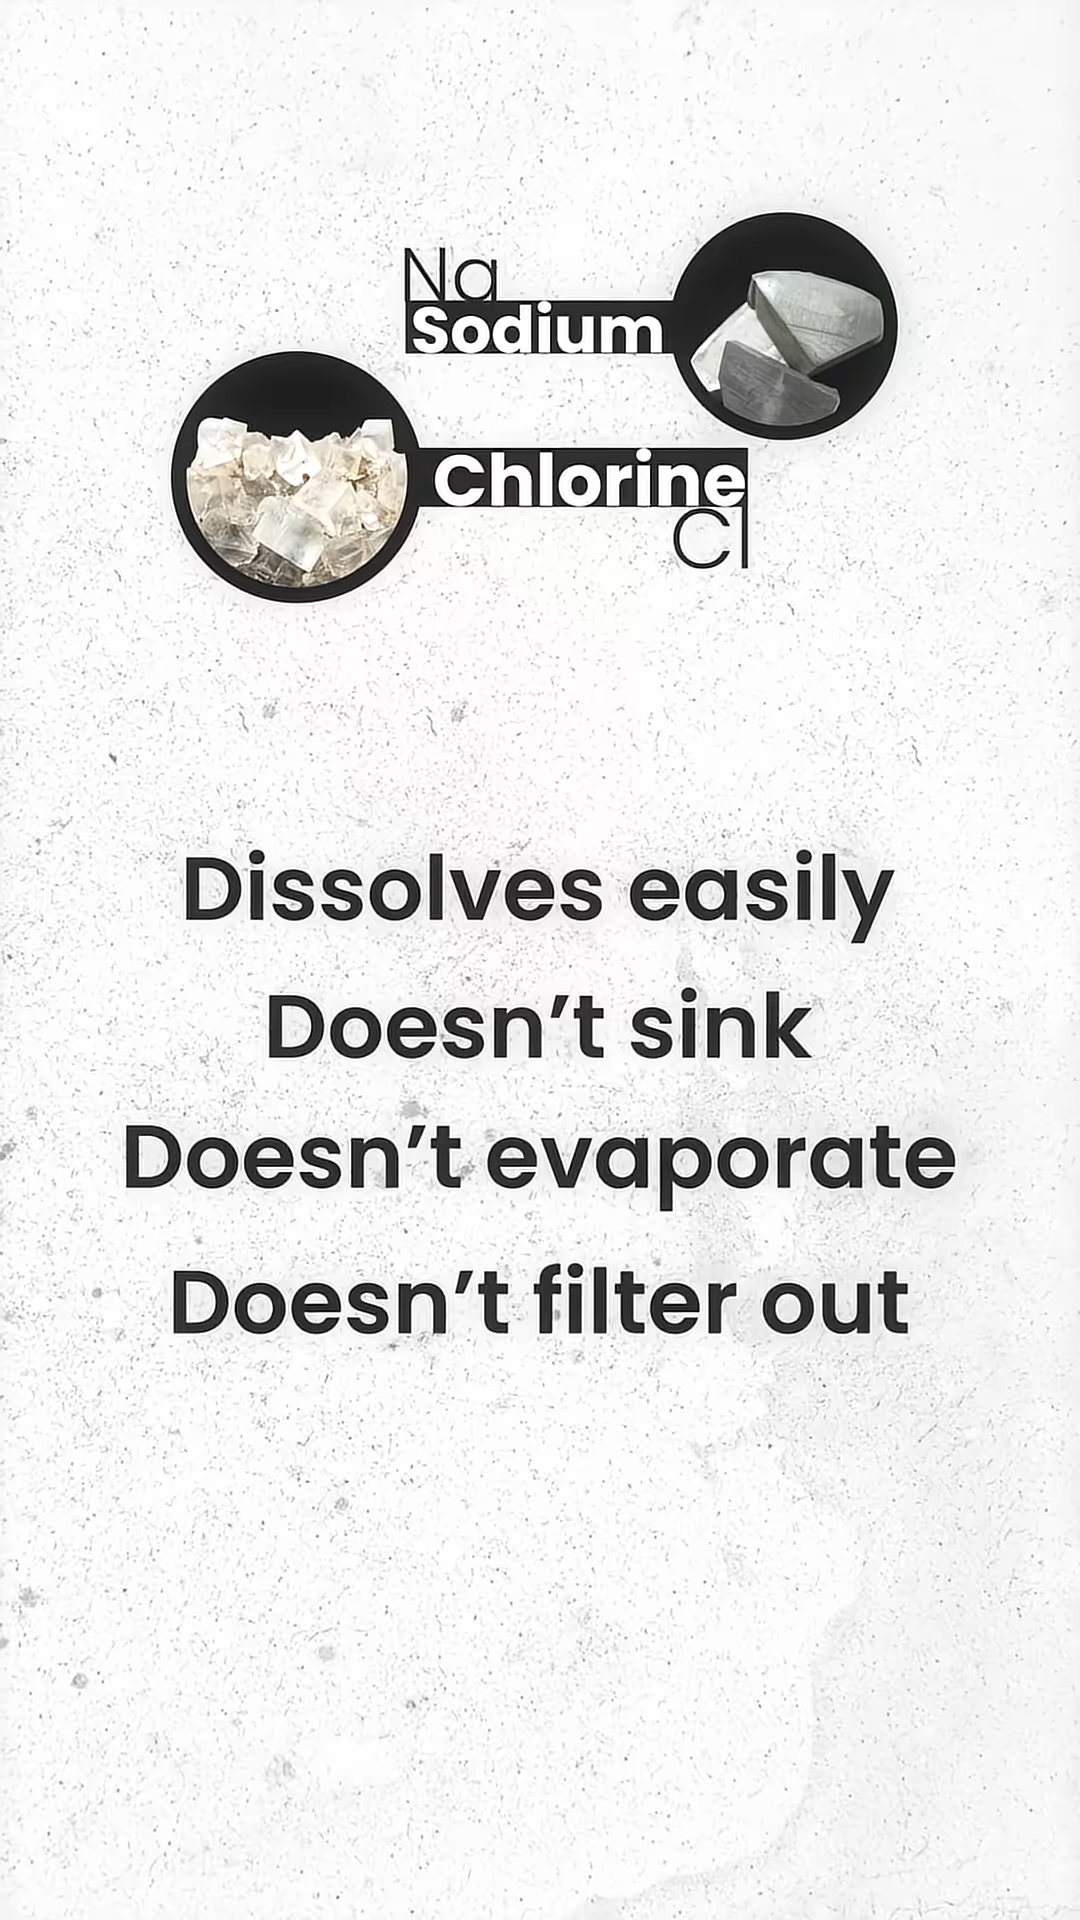 Na
Sodium
Chlorine
Cl
Dissolves easily
Doesn’t sink
Doesn’t evaporate
Doesn’t filter out